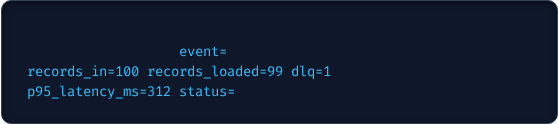 event=
records_in=100 records_loaded=99 dlq=1
p95_latency_ms=312 status=